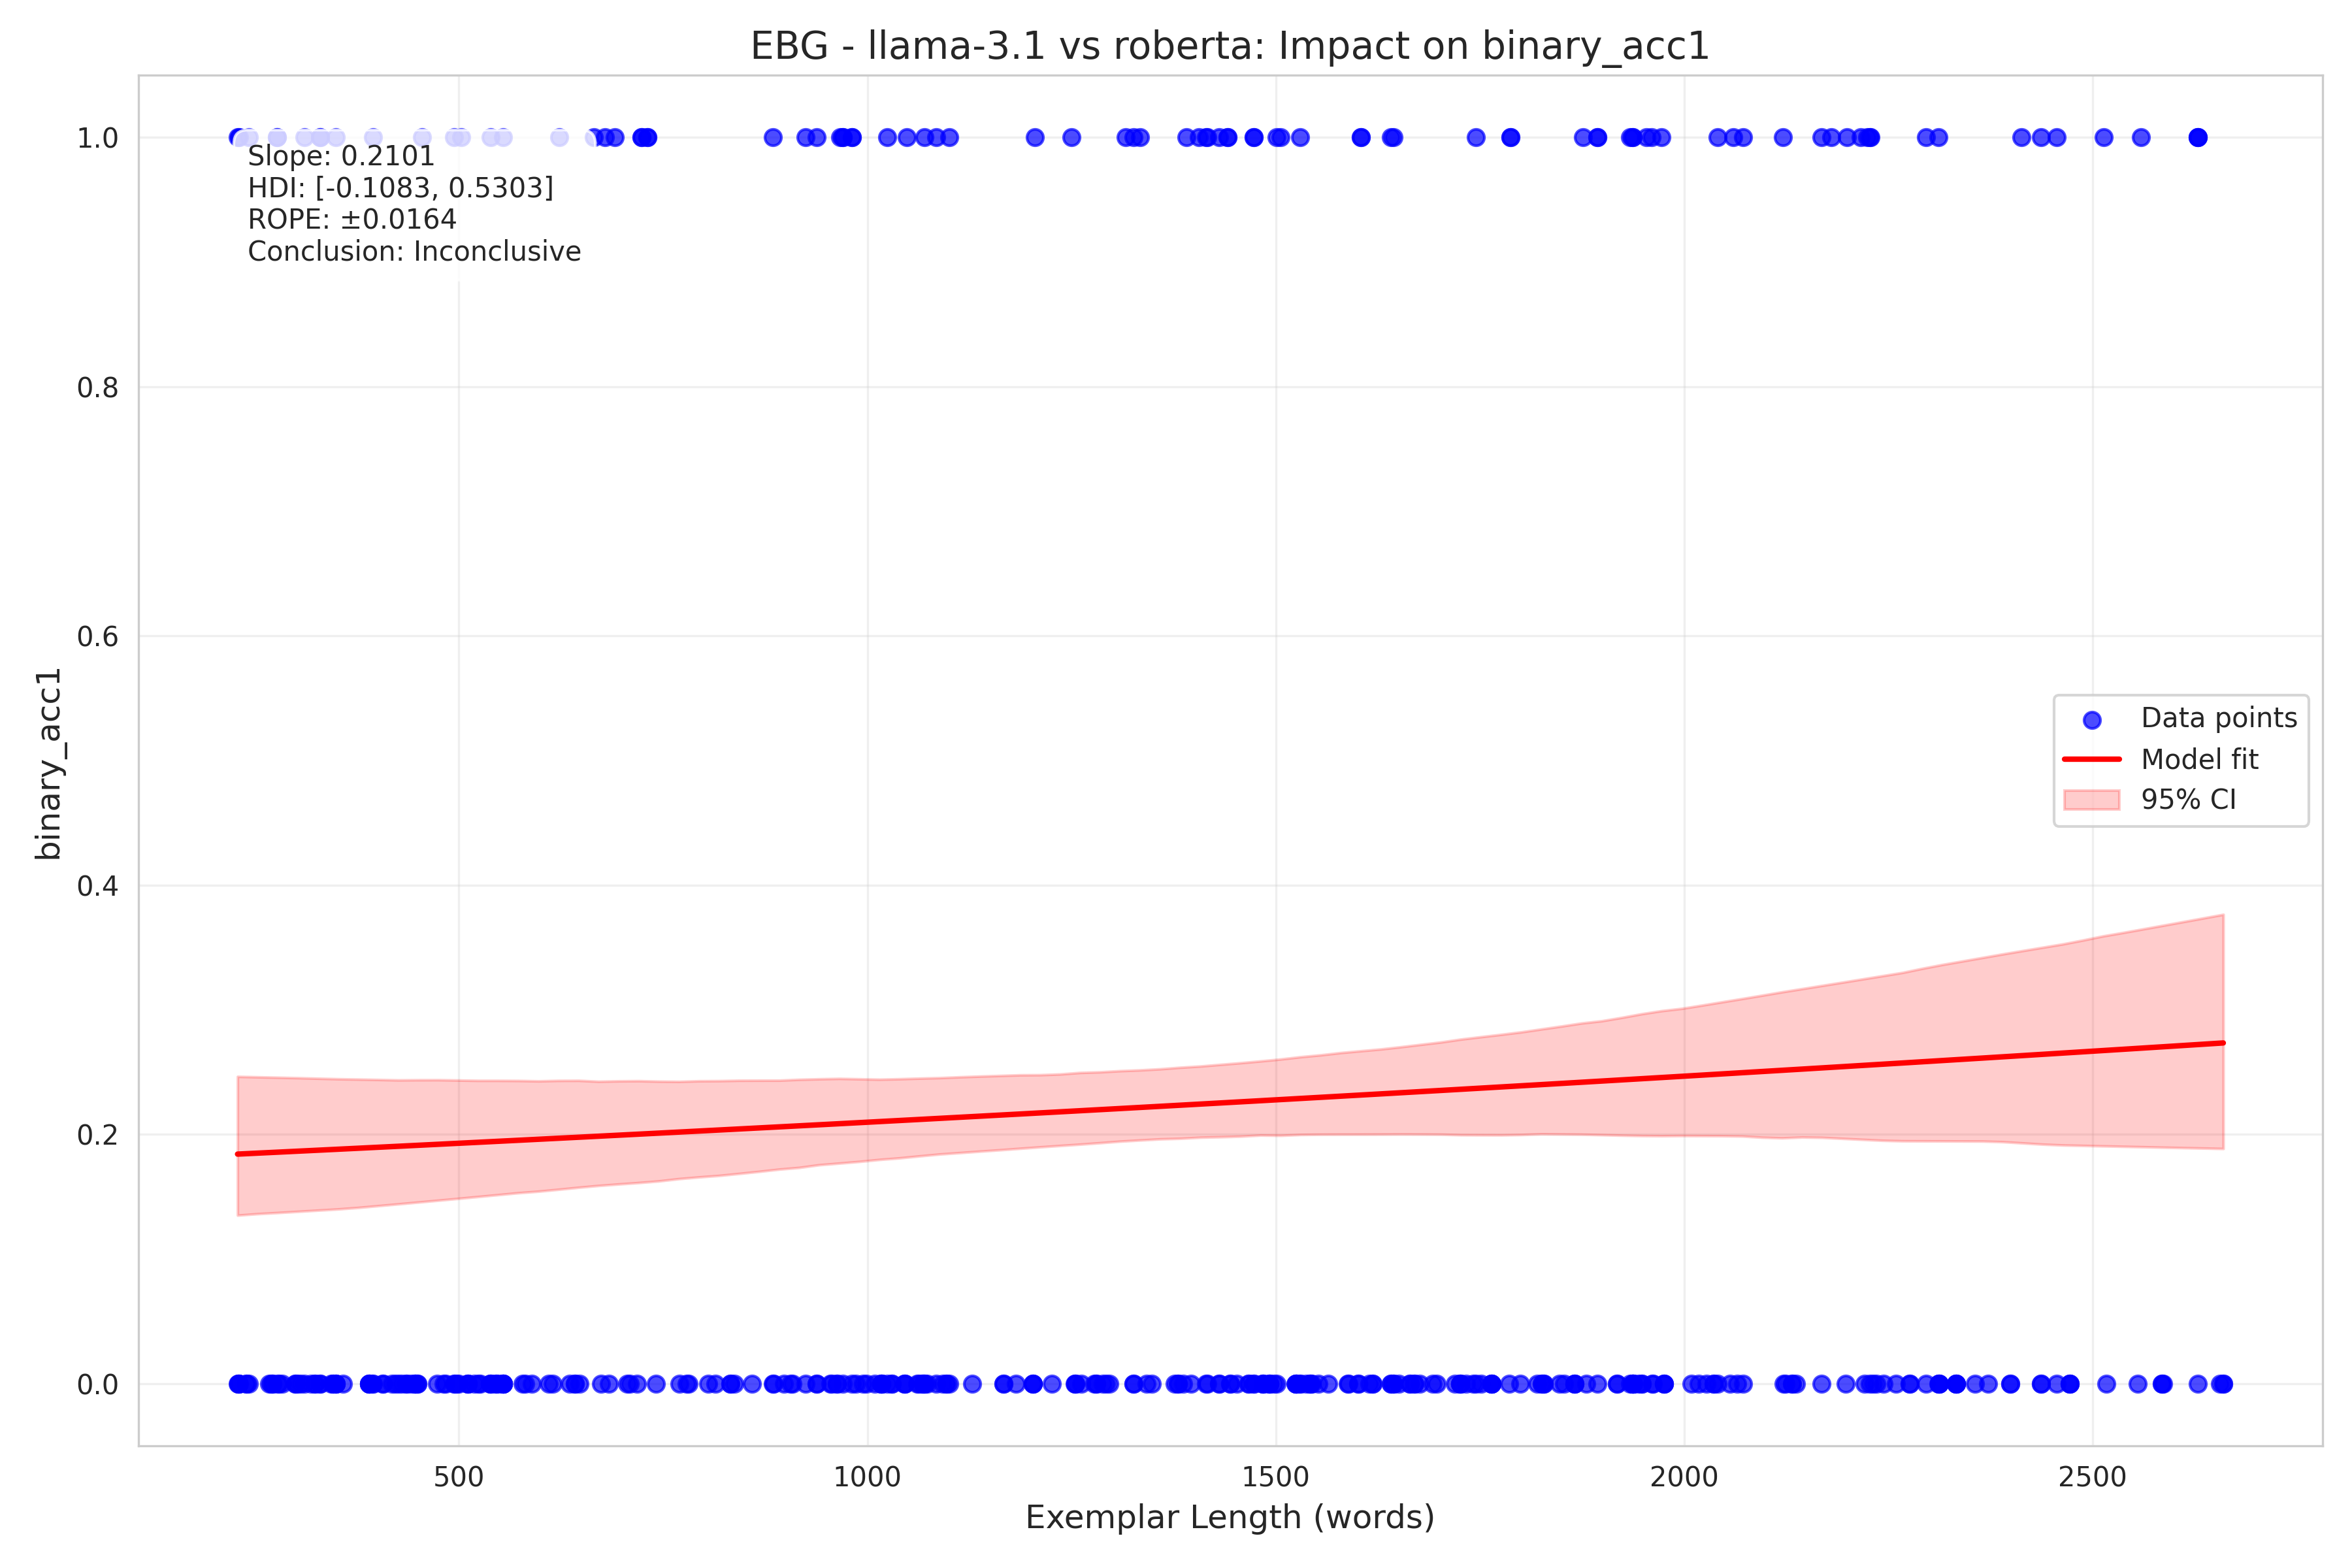 EBG - llama-3.1 vs roberta: Impact on binary_acc1
1.0
0.8
0.6
0.4
0.2
0.0
binary_acc1
Slope: 0.2101
HDI: [-0.1083, 0.5303]
ROPE: ±0.0164
Conclusion: Inconclusive
Data points
Model fit
95% CI
500
1000
1500
2000
2500
Exemplar Length (words)